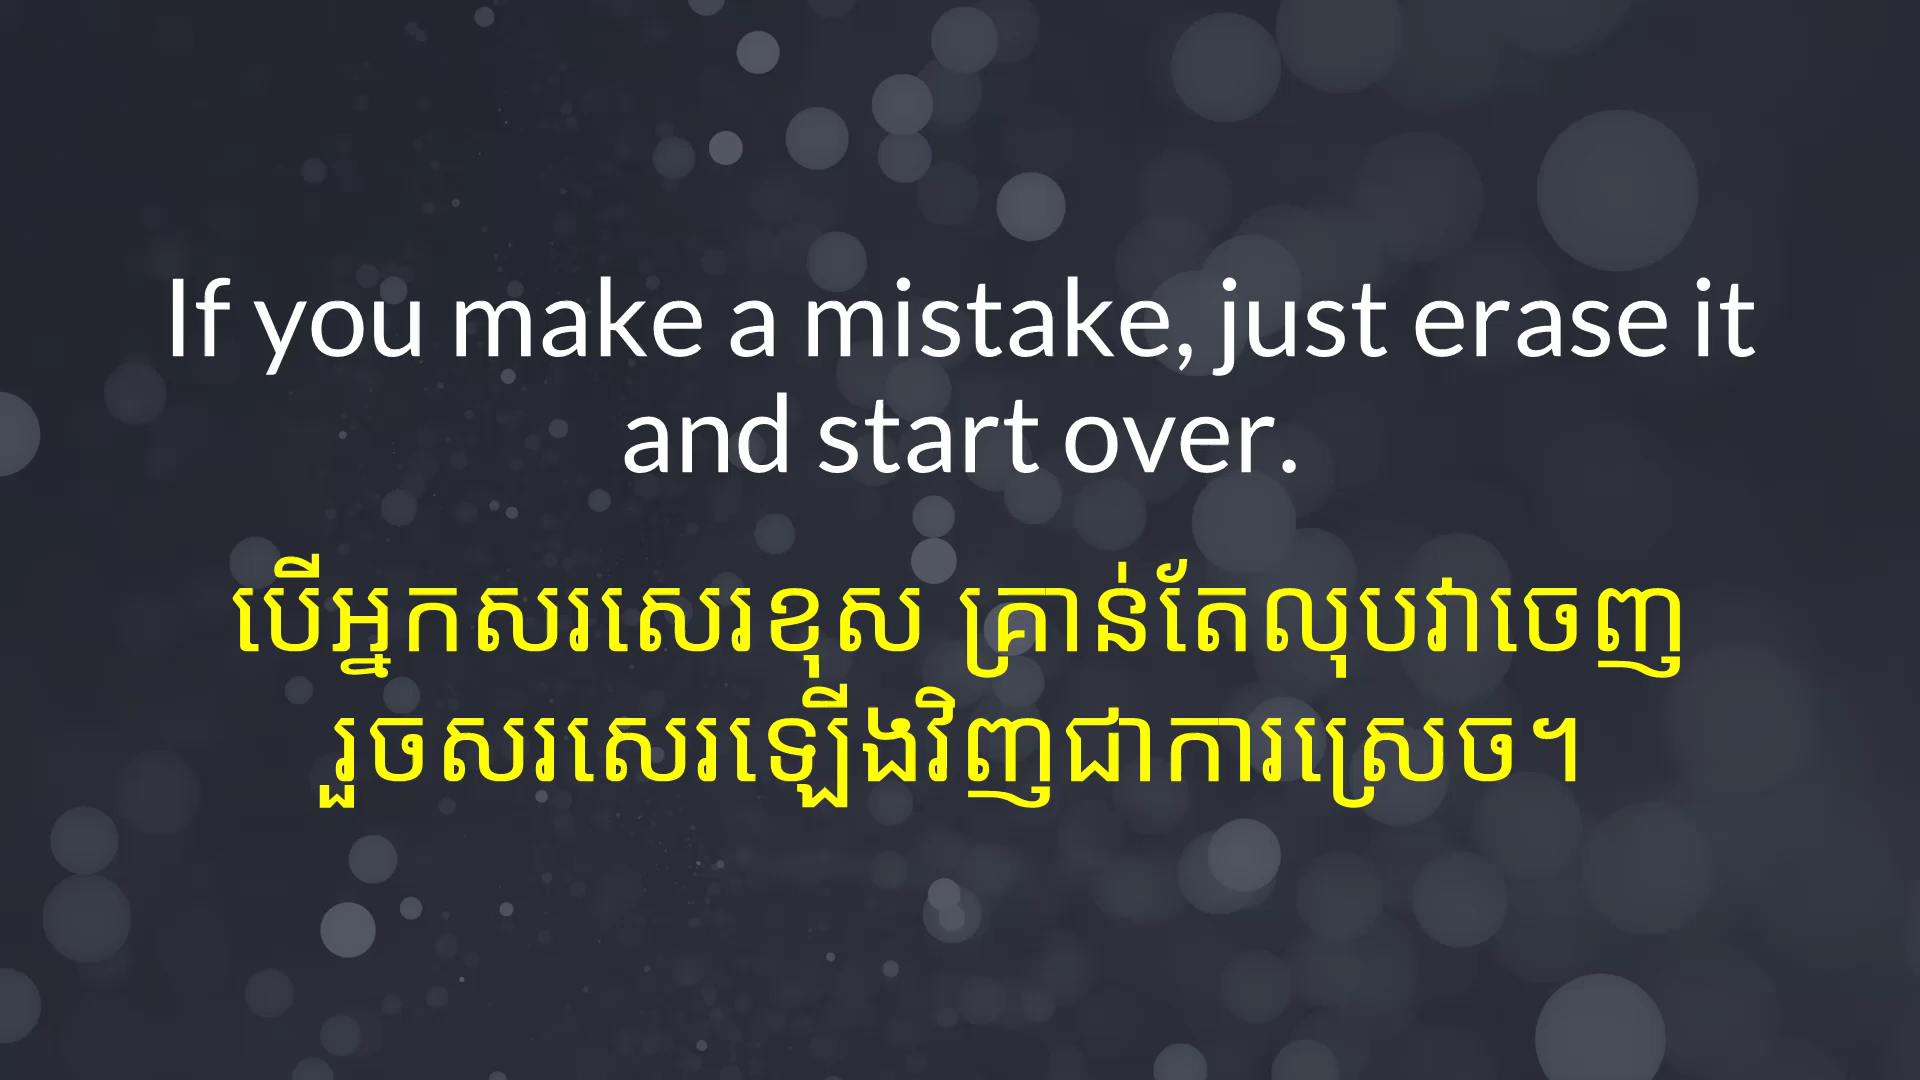 If you make a mistake, just erase it
and start over.
បើអ្នកសរសេរខុស គ្រាន់តែលុបវាចេញ
រួចសរសេរឡើងវិញជាការស្រេច។